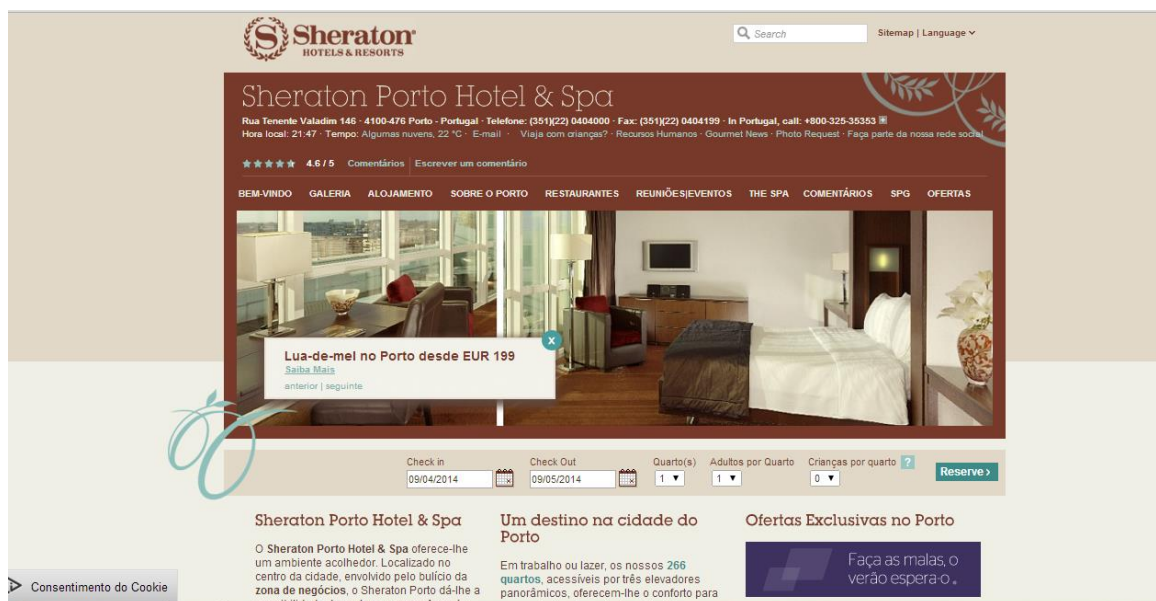 Sheraton
HOTELS & RESORTS
Search
Sitemap | Language
Sheraton Porto Hotel & Spa
Rua Tenente Valadim 146 · 4100-476 Porto - Portugal · Telefone: (351)(22) 0404000 · Fax: (351)(22) 0404199 · In Portugal, call: +800-325-35353
Hora local: 21:47 · Tempo: Algumas nuvens, 22 °C · E-mail · Viaja com crianças? · Recursos Humanos · Gourmet News · Photo Request · Faça parte da nossa rede social
4.6 / 5 Comentários | Escrever um comentário
BEM-VINDO GALERIA ALOJAMENTO SOBRE O PORTO RESTAURANTES REUNIÕES|EVENTOS THE SPA COMENTÁRIOS SPG OFERTAS
x
Lua-de-mel no Porto desde EUR 199
Saiba Mais
anterior | seguinte
Check in Check Out Quarto(s) Adultos por Quarto Crianças por quarto ?
09/04/2014 09/05/2014 1 1 0 Reserve >
Sheraton Porto Hotel & Spa
O Sheraton Porto Hotel & Spa oferece-lhe
um ambiente acolhedor. Localizado no
centro da cidade, envolvido pelo bulício da
zona de negócios, o Sheraton Porto dá-lhe a
Um destino na cidade do
Porto
Em trabalho ou lazer, os nossos 266
quartos, acessíveis por três elevadores
panorâmicos, oferecem-lhe o conforto para
Ofertas Exclusivas no Porto
Faça as malas, o
verão espera-o.
Consentimento do Cookie